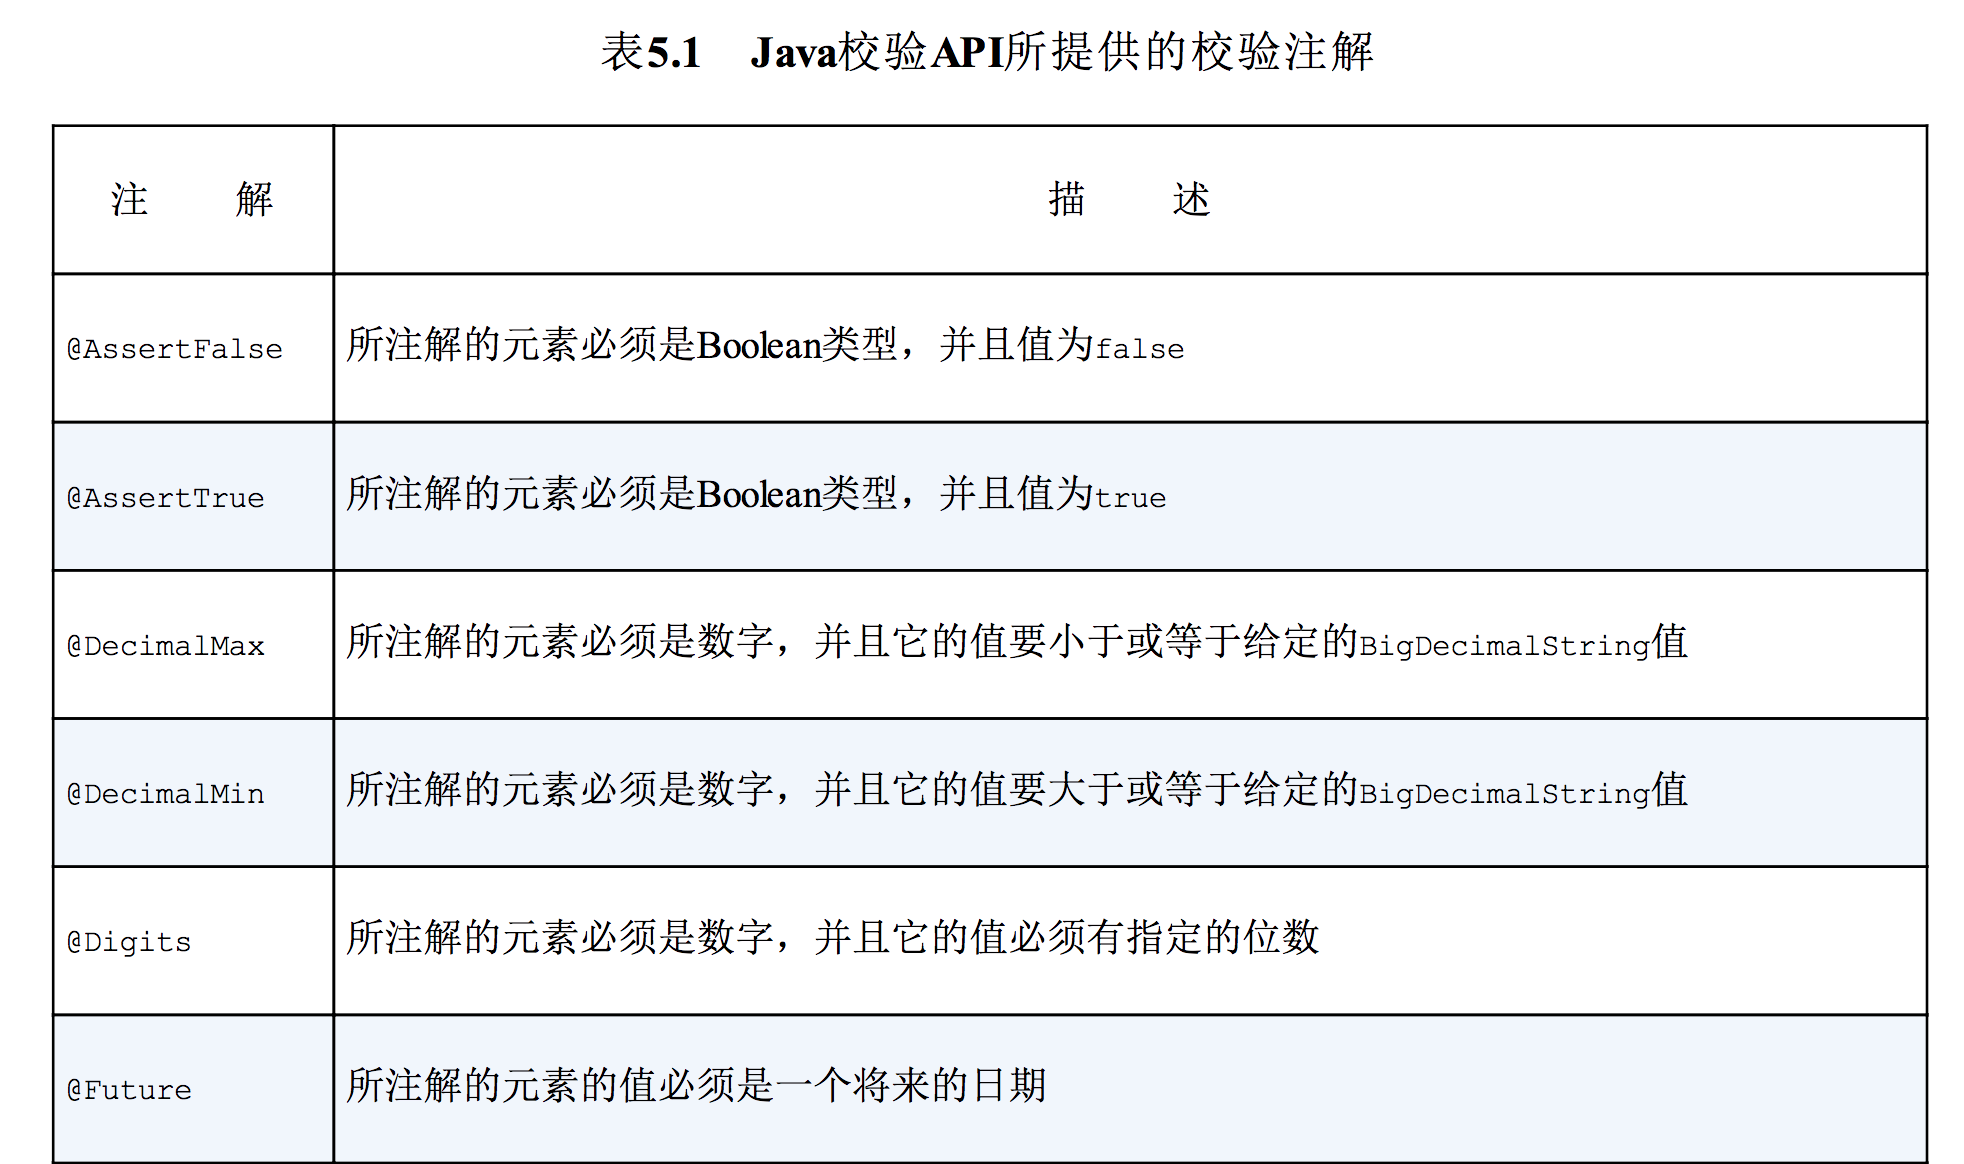 表5.1 Java校验API所提供的校验注解
注 解 描 述
@AssertFalse 所注解的元素必须是Boolean类型，并且值为false
@AssertTrue 所注解的元素必须是Boolean类型，并且值为true
@DecimalMax 所注解的元素必须是数字，并且它的值要小于或等于给定的BigDecimalString值
@DecimalMin 所注解的元素必须是数字，并且它的值要大于或等于给定的BigDecimalString值
@Digits 所注解的元素必须是数字，并且它的值必须有指定的位数
@Future 所注解的元素的值必须是一个将来的日期